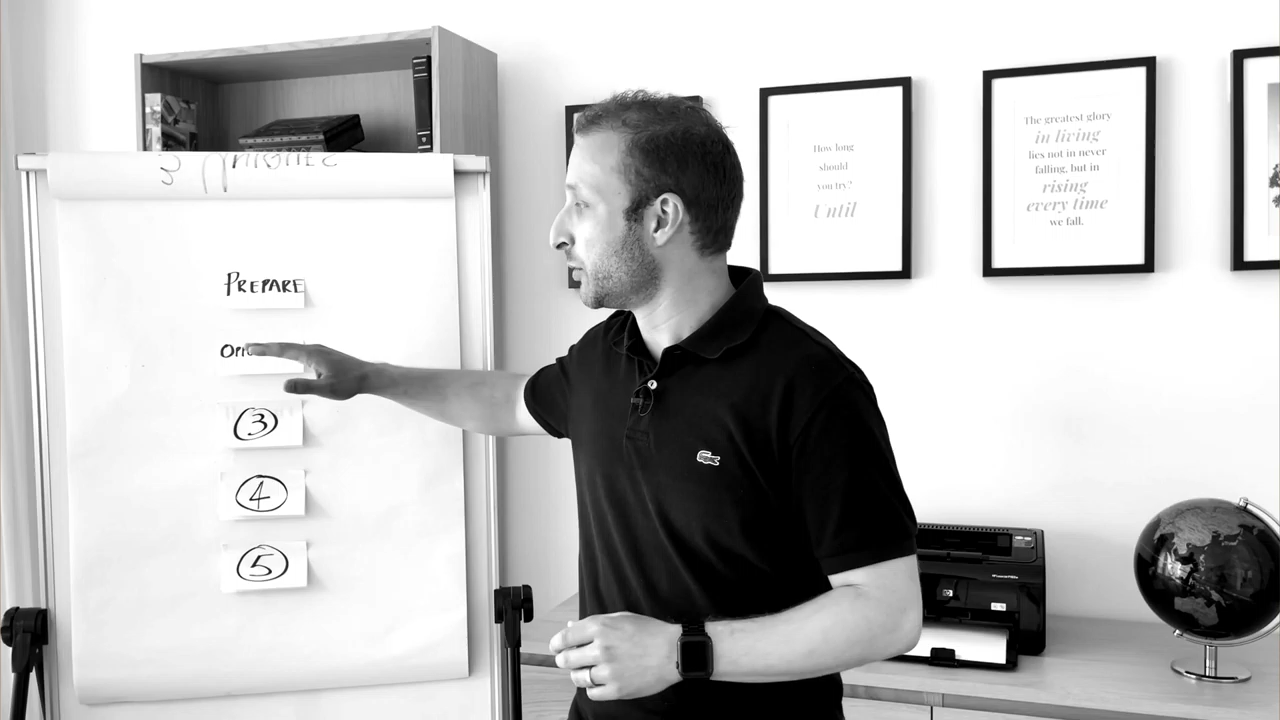 PREPARE
3
4
5
How long
should
you try?
Until
The greatest glory
in living
lies not in never
falling, but in
rising
every time
we fall.
hp